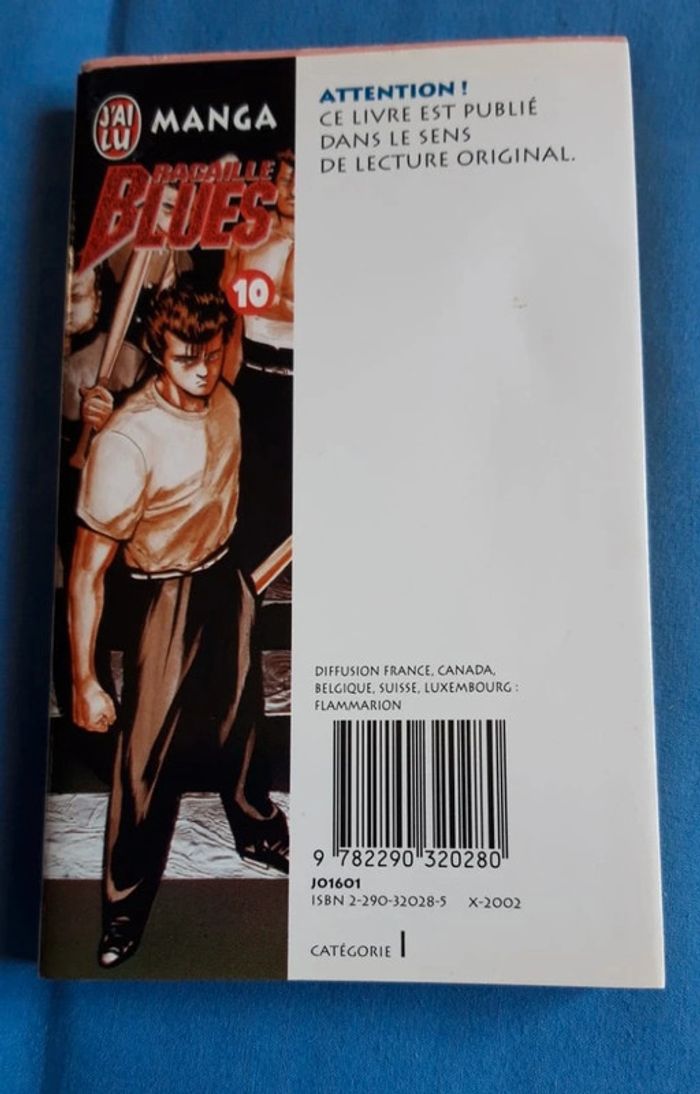 J'AI
LU
MANGA
RACAILLE
BLUES
10
ATTENTION !
CE LIVRE EST PUBLIÉ
DANS LE SENS
DE LECTURE ORIGINAL.
DIFFUSION FRANCE, CANADA,
BELGIQUE, SUISSE, LUXEMBOURG :
FLAMMARION
9 782290 320280
JO1601
ISBN 2-290-32028-5 X-2002
CATÉGORIE I